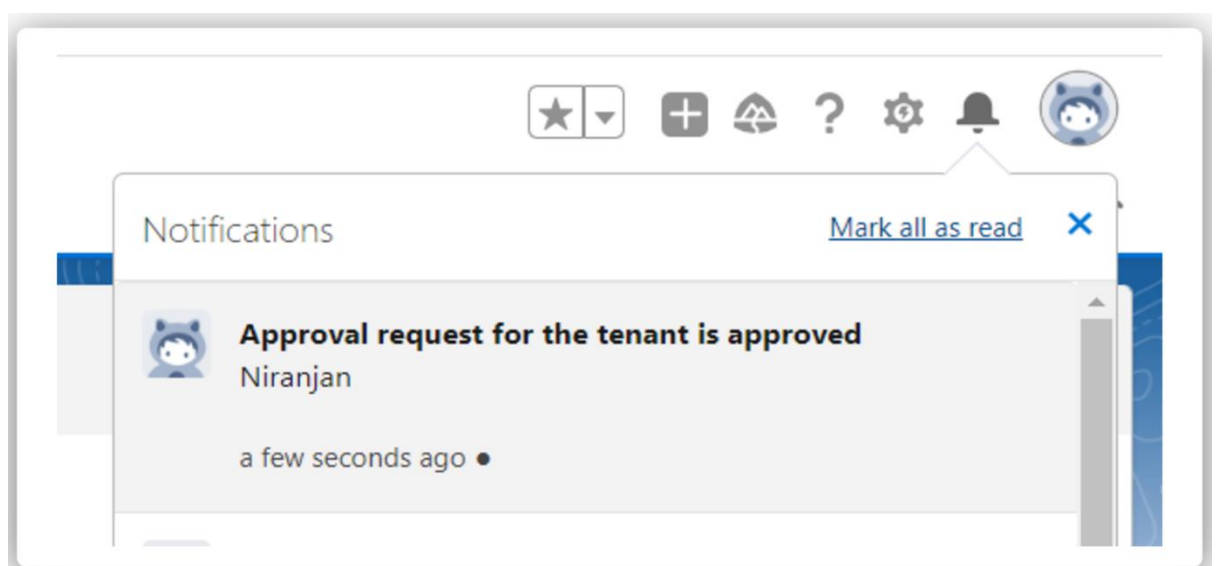 Notifications
Mark all as read
Approval request for the tenant is approved
Niranjan
a few seconds ago